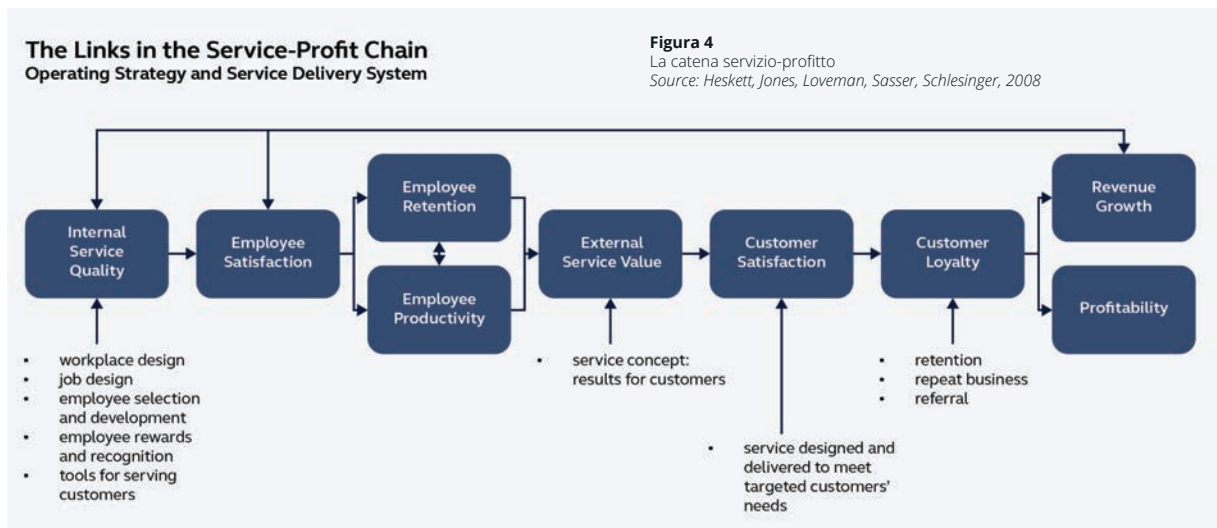 The Links in the Service-Profit Chain
Operating Strategy and Service Delivery System
Figura 4
La catena servizio-profitto
Source: Heskett, Jones, Loveman, Sasser, Schlesinger, 2008
Internal
Service
Quality
Employee
Satisfaction
Employee
Retention
Employee
Productivity
External
Service Value
Customer
Satisfaction
Customer
Loyalty
Revenue
Growth
Profitability
• workplace design
• job design
• employee selection
and development
• employee rewards
and recognition
• tools for serving
customers
• service concept:
results for customers
• service designed and
delivered to meet
targeted customers'
needs
• retention
• repeat business
• referral